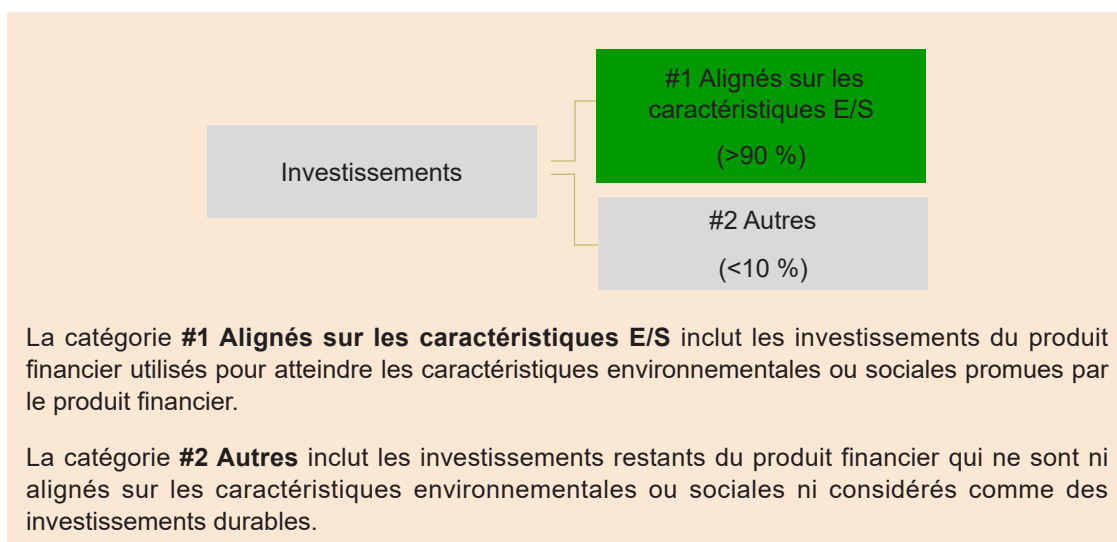 #1 Alignés sur les
caractéristiques E/S
(>90 %)
Investissements
#2 Autres
(<10 %)
La catégorie #1 Alignés sur les caractéristiques E/S inclut les investissements du produit
financier utilisés pour atteindre les caractéristiques environnementales ou sociales promues par
le produit financier.
La catégorie #2 Autres inclut les investissements restants du produit financier qui ne sont ni
alignés sur les caractéristiques environnementales ou sociales ni considérés comme des
investissements durables.